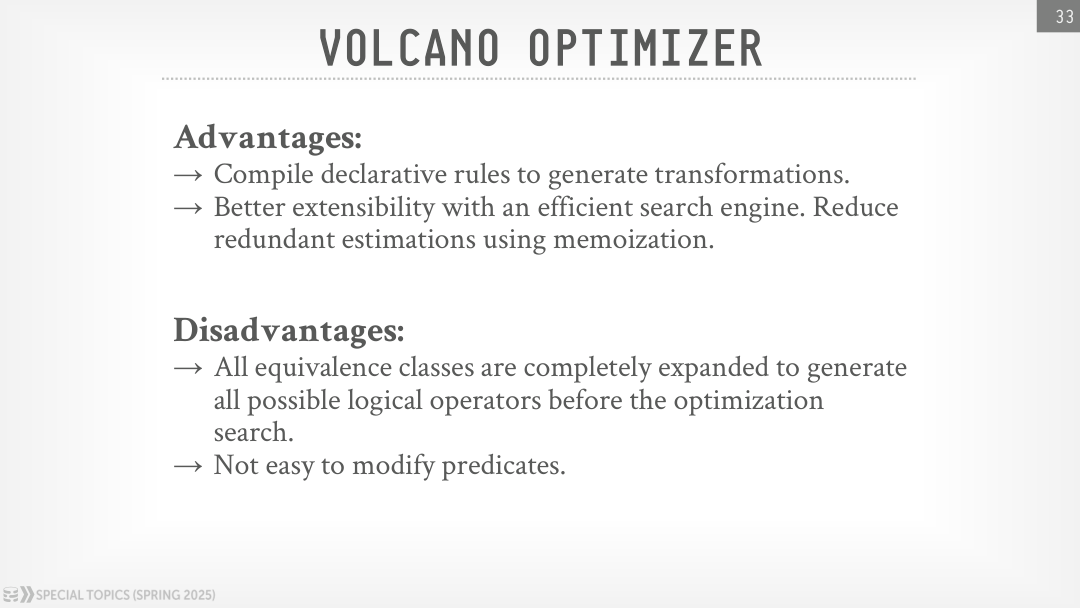 33
VOLCANO OPTIMIZER
Advantages:
→ Compile declarative rules to generate transformations.
→ Better extensibility with an efficient search engine. Reduce
redundant estimations using memoization.
Disadvantages:
→ All equivalence classes are completely expanded to generate
all possible logical operators before the optimization
search.
→ Not easy to modify predicates.
SPECIAL TOPICS (SPRING 2025)